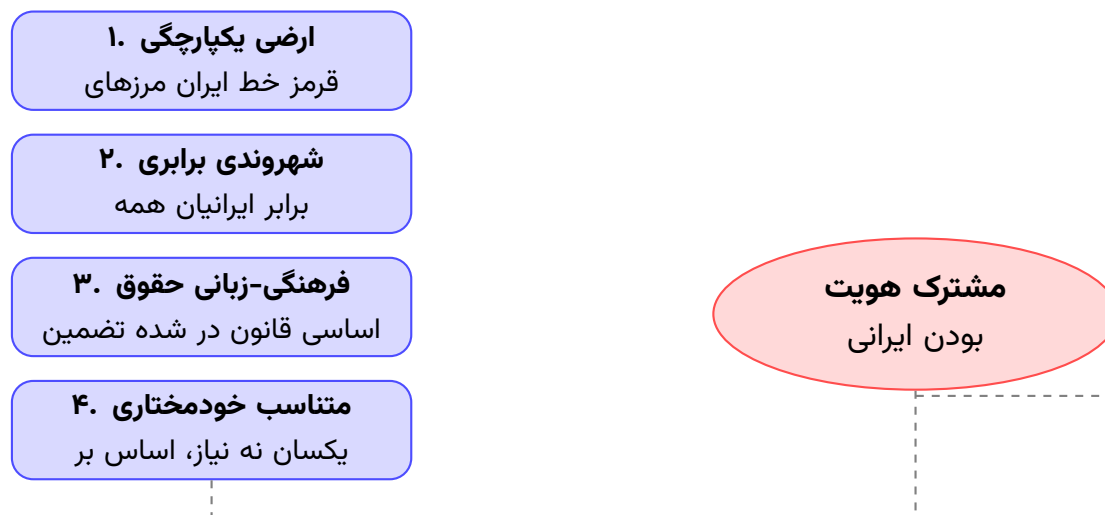 ارضی یکپارچگی .۱
قرمز خط ایران مرزهای
شهروندی برابری .۲
برابر ایرانیان همه
فرهنگی-زبانی حقوق .۳
اساسی قانون در شده تضمین
متناسب خودمختاری .۴
یکسان نه نیاز، اساس بر
مشترک هویت
بودن ایرانی